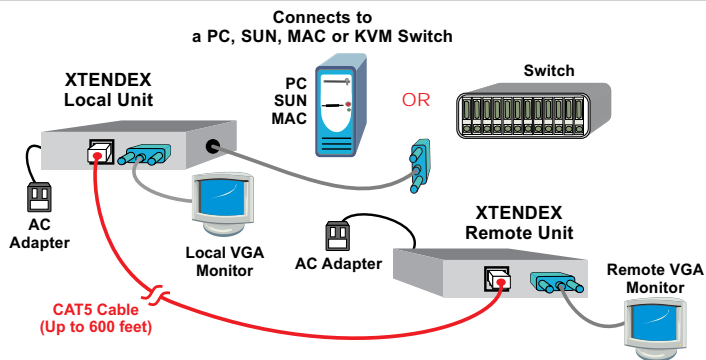 Connects to
a PC, SUN, MAC or KVM Switch
XTENDEX
Local Unit
PC
SUN
MAC
OR
Switch
AC
Adapter
Local VGA
Monitor
XTENDEX
Remote Unit
AC Adapter
Remote VGA
Monitor
CAT5 Cable
(Up to 600 feet)